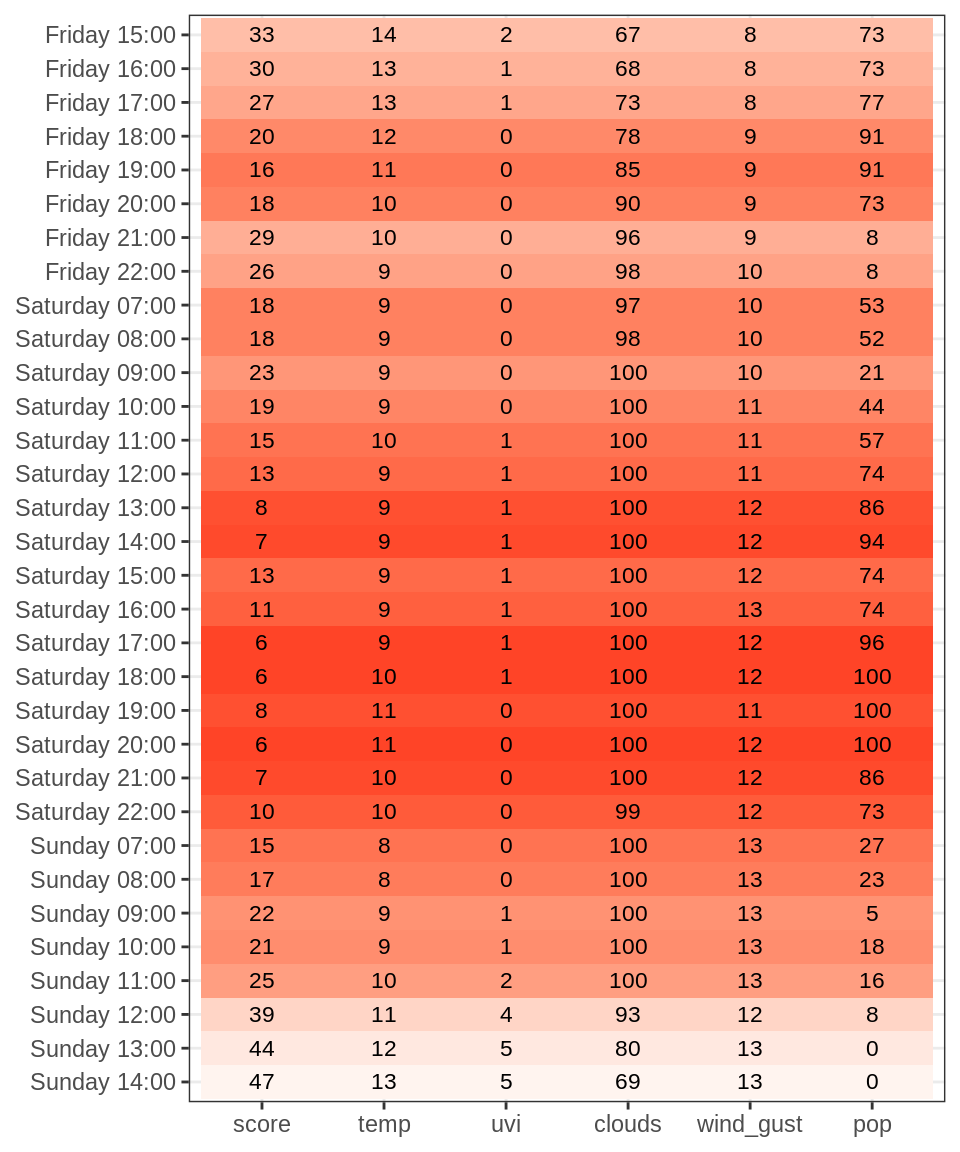 Friday 15:00 33 14 2 67 8 73
Friday 16:00 30 13 1 68 8 73
Friday 17:00 27 13 1 73 8 77
Friday 18:00 20 12 0 78 9 91
Friday 19:00 16 11 0 85 9 91
Friday 20:00 18 10 0 90 9 73
Friday 21:00 29 10 0 96 9 8
Friday 22:00 26 9 0 98 10 8
Saturday 07:00 18 9 0 97 10 53
Saturday 08:00 18 9 0 98 10 52
Saturday 09:00 23 9 0 100 10 21
Saturday 10:00 19 9 0 100 11 44
Saturday 11:00 15 10 1 100 11 57
Saturday 12:00 13 9 1 100 11 74
Saturday 13:00 8 9 1 100 12 86
Saturday 14:00 7 9 1 100 12 94
Saturday 15:00 13 9 1 100 12 74
Saturday 16:00 11 9 1 100 13 74
Saturday 17:00 6 9 1 100 12 96
Saturday 18:00 6 10 1 100 12 100
Saturday 19:00 8 11 0 100 11 100
Saturday 20:00 6 11 0 100 12 100
Saturday 21:00 7 10 0 100 12 86
Saturday 22:00 10 10 0 99 12 73
Sunday 07:00 15 8 0 100 13 27
Sunday 08:00 17 8 0 100 13 23
Sunday 09:00 22 9 1 100 13 5
Sunday 10:00 21 9 1 100 13 18
Sunday 11:00 25 10 2 100 13 16
Sunday 12:00 39 11 4 93 12 8
Sunday 13:00 44 12 5 80 13 0
Sunday 14:00 47 13 5 69 13 0
score temp uvi clouds wind_gust pop